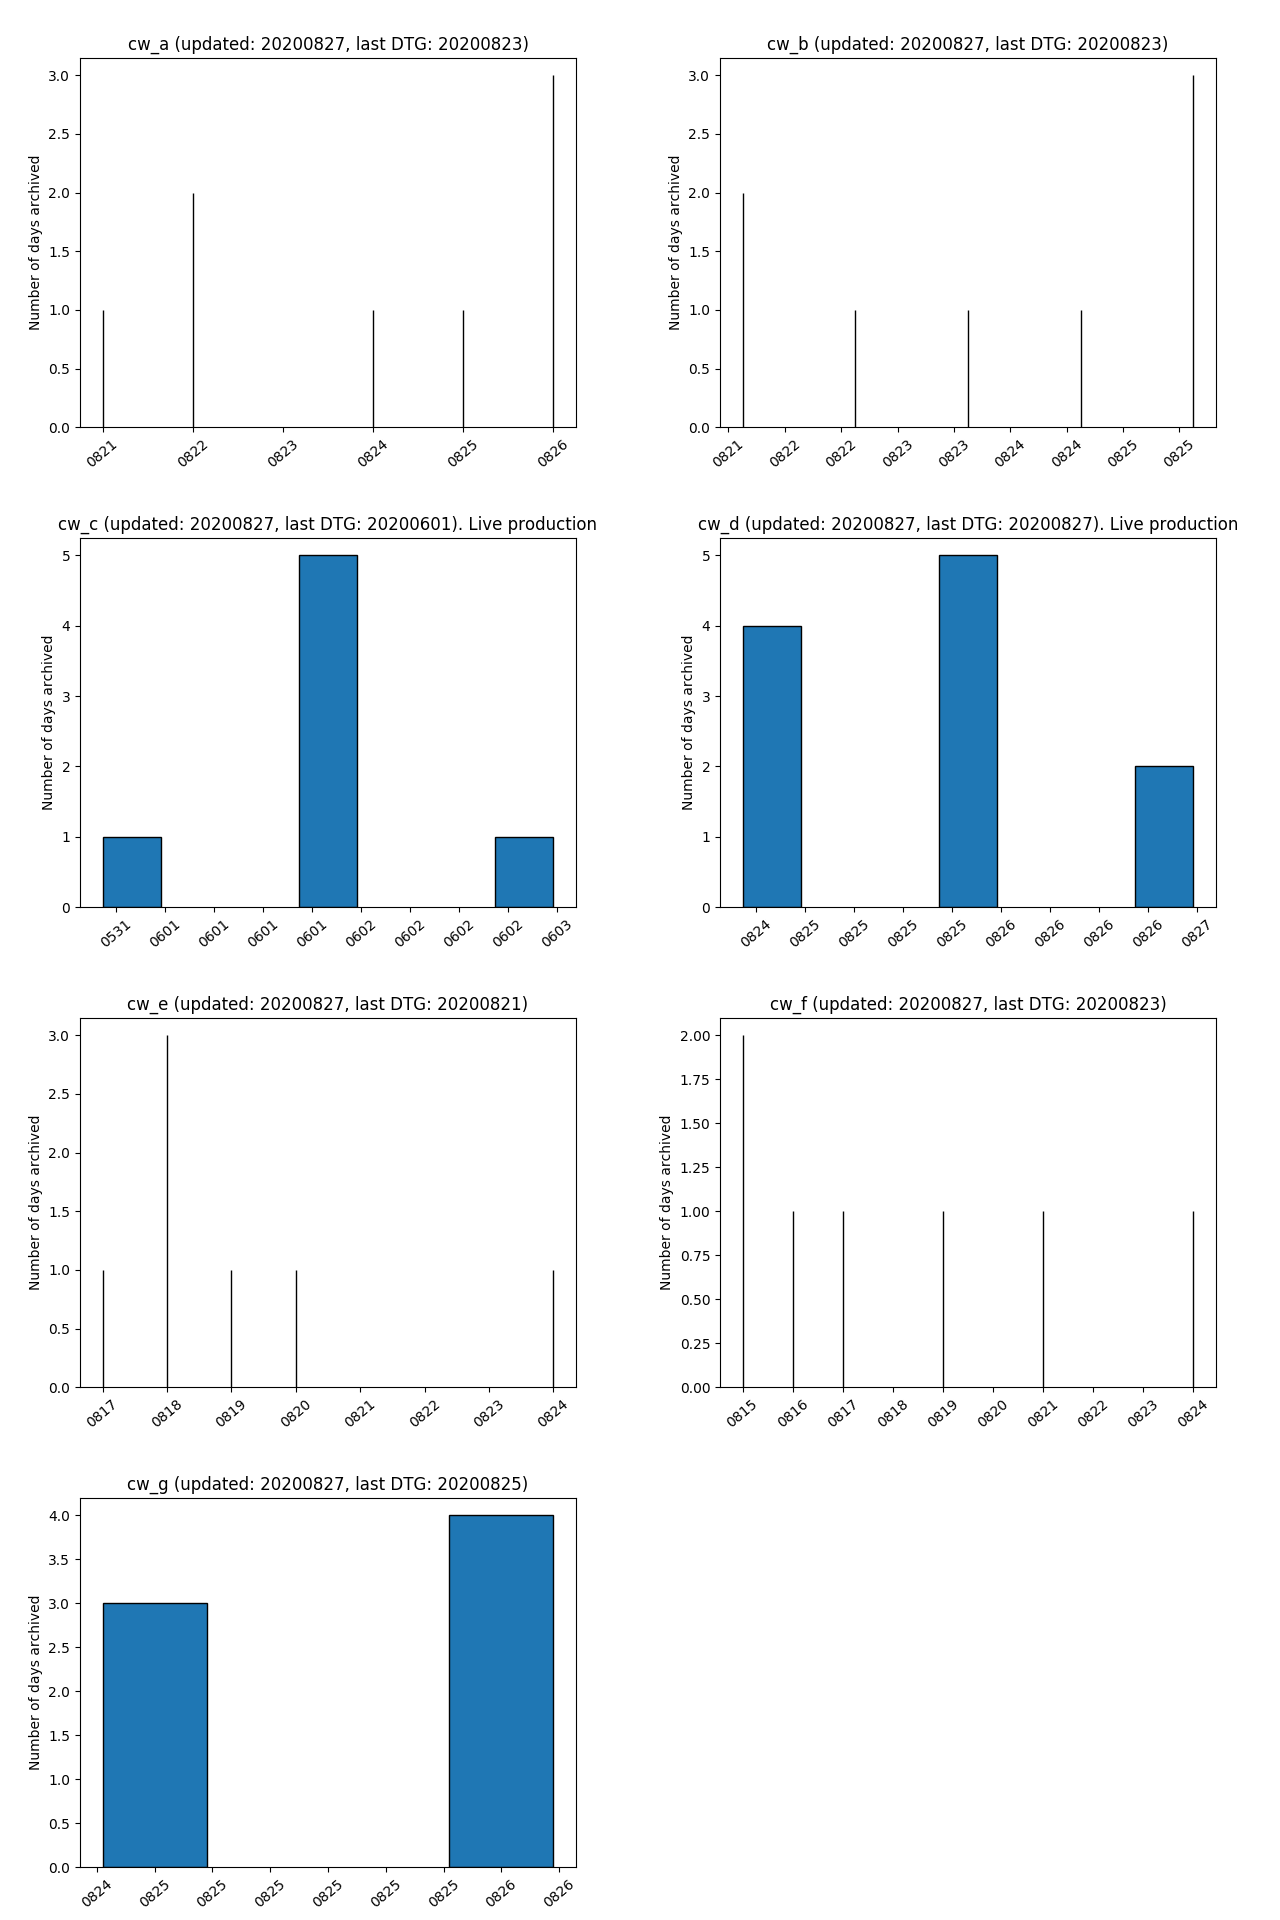 cw_a (updated: 20200827, last DTG: 20200823)
Number of days archived
3.0
2.5
2.0
1.5
1.0
0.5
0.0
0821 0822 0823 0824 0825 0826
cw_b (updated: 20200827, last DTG: 20200823)
Number of days archived
3.0
2.5
2.0
1.5
1.0
0.5
0.0
0821 0822 0822 0823 0823 0824 0824 0825 0825
cw_c (updated: 20200827, last DTG: 20200601). Live production
Number of days archived
5
4
3
2
1
0
0531 0601 0601 0601 0601 0602 0602 0602 0602 0603
cw_d (updated: 20200827, last DTG: 20200827). Live production
Number of days archived
5
4
3
2
1
0
0824 0825 0825 0825 0825 0826 0826 0826 0826 0827
cw_e (updated: 20200827, last DTG: 20200821)
Number of days archived
3.0
2.5
2.0
1.5
1.0
0.5
0.0
0817 0818 0819 0820 0821 0822 0823 0824
cw_f (updated: 20200827, last DTG: 20200823)
Number of days archived
2.00
1.75
1.50
1.25
1.00
0.75
0.50
0.25
0.00
0815 0816 0817 0818 0819 0820 0821 0822 0823 0824
cw_g (updated: 20200827, last DTG: 20200825)
Number of days archived
4.0
3.5
3.0
2.5
2.0
1.5
1.0
0.5
0.0
0824 0825 0825 0825 0825 0825 0825 0826 0826